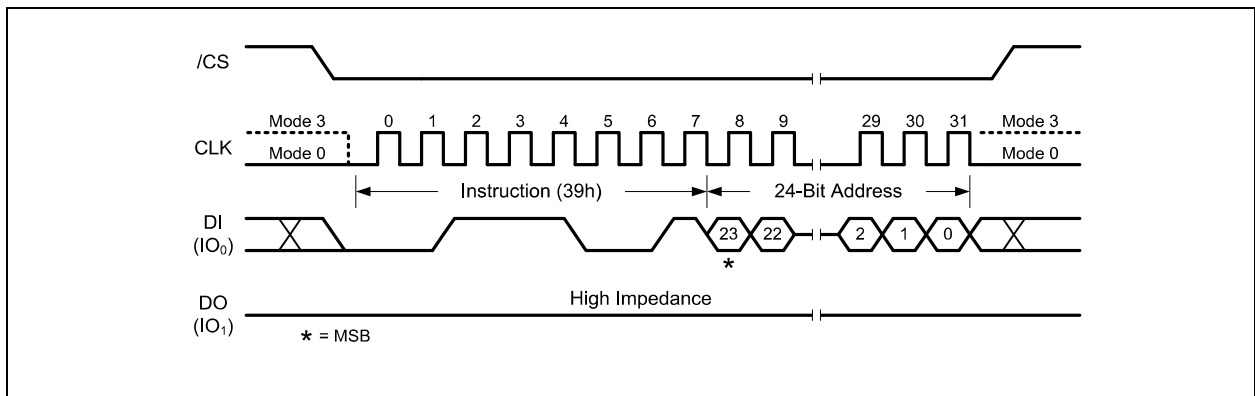 /CS
Mode 3 0 1 2 3 4 5 6 7 8 9 29 30 31 Mode 3
CLK
Mode 0 Mode 0
Instruction (39h) 24-Bit Address
DI
(IO₀)
23 22 2 1 0
*
DO
(IO₁)
High Impedance
* = MSB